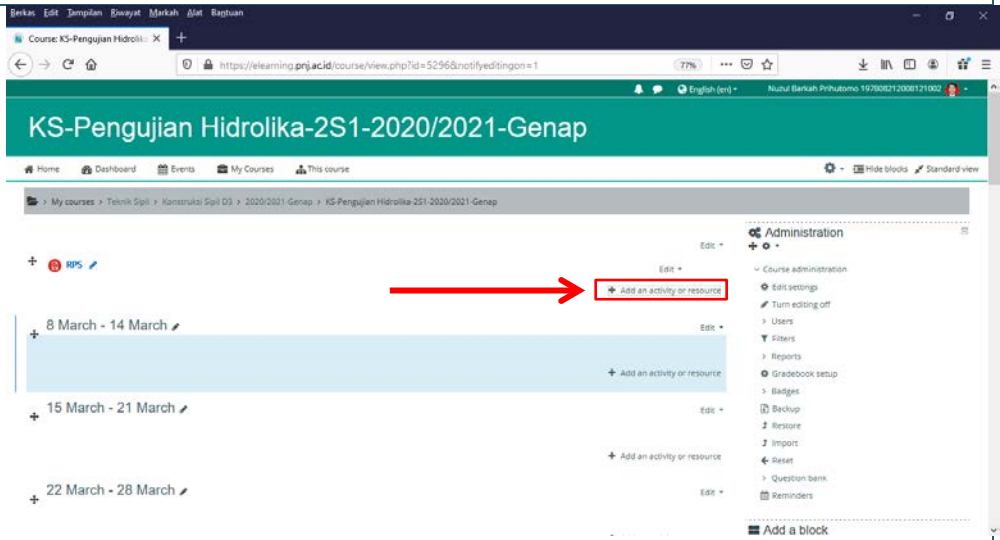 Berkas Edit Tampilan Riwayat Markah Alat Bantuan
Course: KS-Pengujian Hidrolik
https://elearning.pnj.ac.id/course/view.php?id=5296&notifyeditingon=1
77%
English (en)
Nuzul Barkah Prihutomo 197808212008121002
KS-Pengujian Hidrolika-2S1-2020/2021-Genap
Home Dashboard Events My Courses This course
Hide blocks Standard view
My courses > Teknik Sipil > Konstruksi Sipil D3 > 2020/2021-Genap > KS-Pengujian Hidrolika-2S1-2020/2021-Genap
Edit
RPS
Edit
+ Add an activity or resource
8 March - 14 March
Edit
+ Add an activity or resource
15 March - 21 March
Edit
+ Add an activity or resource
22 March - 28 March
Edit
Administration
Course administration
Edit settings
Turn editing off
Users
Filters
Reports
Gradebook setup
Badges
Backup
Restore
Import
Reset
Question bank
Reminders
Add a block